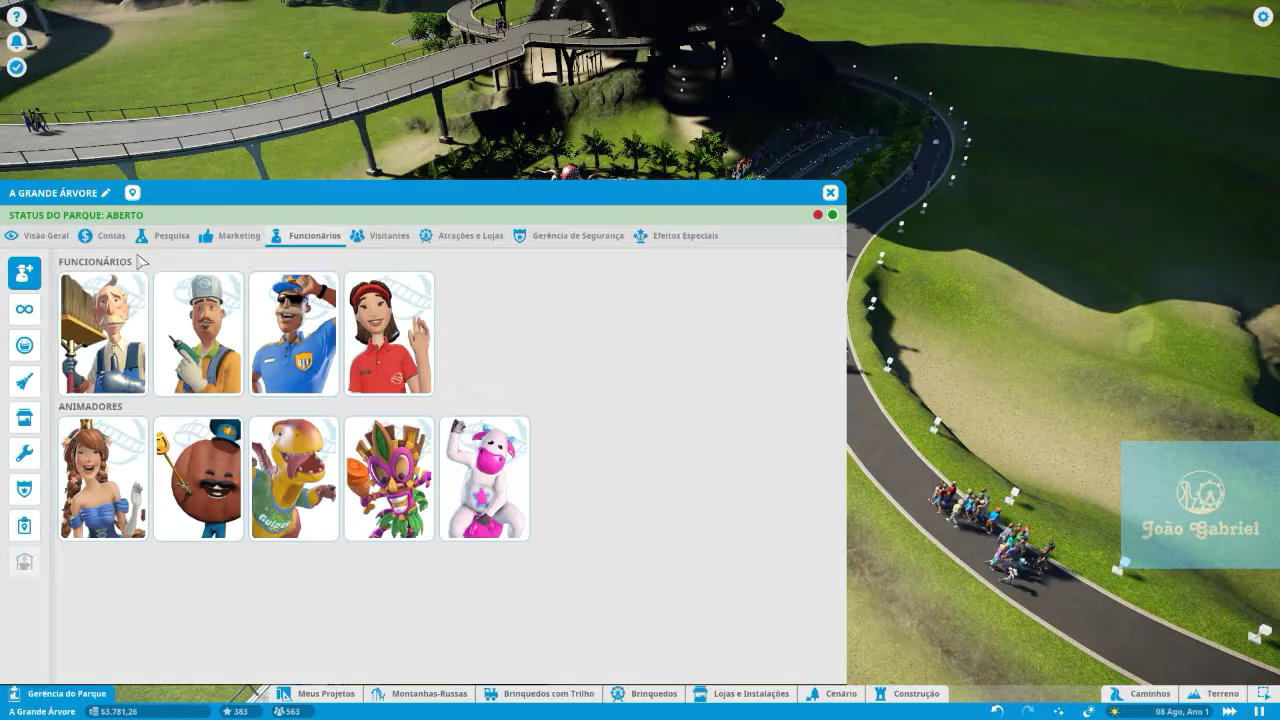 A GRANDE ÁRVORE
STATUS DO PARQUE: ABERTO
Visão Geral
Contas
Pesquisa
Marketing
Funcionários
Visitantes
Atrações e Lojas
Gerência de Segurança
Efeitos Especiais
FUNCIONÁRIOS
ANIMADORES
João Gabriel
Gerência do Parque
Meus Projetos
Montanhas-Russas
Brinquedos com Trilho
Brinquedos
Lojas e Instalações
Cenário
Construção
Caminhos
Terreno
A Grande Árvore
$3.781,26
383
563
08 Ago, Ano 1